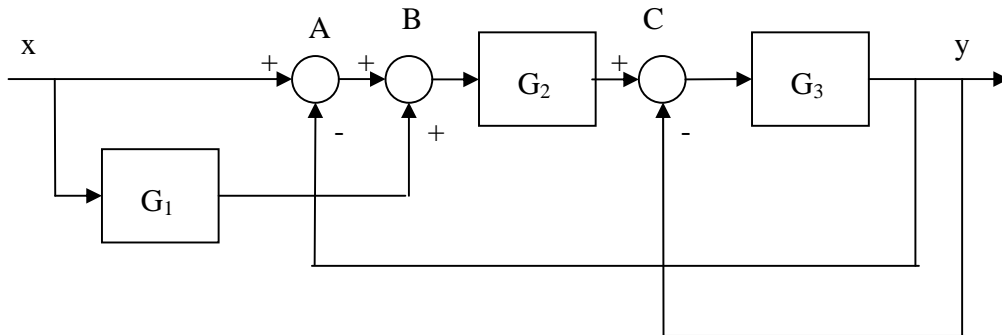 A B C
x y
+ + +
G₂ G₃
- + -
G₁